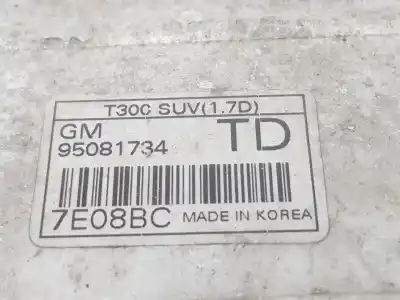 T300 SUV(1.7D)
GM
TD
95081734
7E08BC MADE IN KOREA